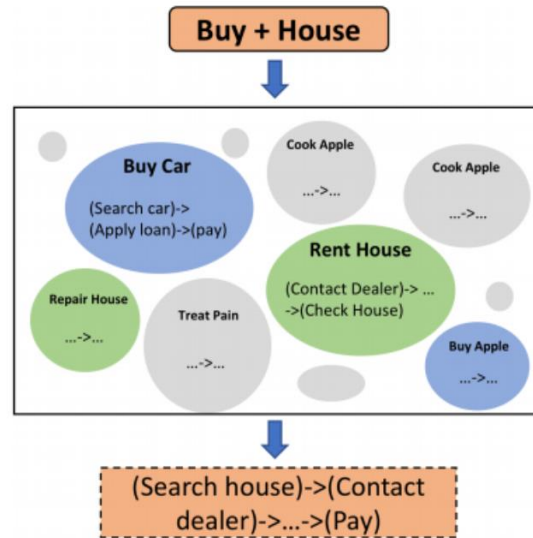 Buy + House
Cook Apple
...->...
Cook Apple
...->...
Buy Car
(Search car)->
(Apply loan)->(pay)
Rent House
(Contact Dealer)-> ...
->(Check House)
Repair House
...->...
Treat Pain
...->...
Buy Apple
...->...
(Search house)->(Contact
dealer)->...->(Pay)